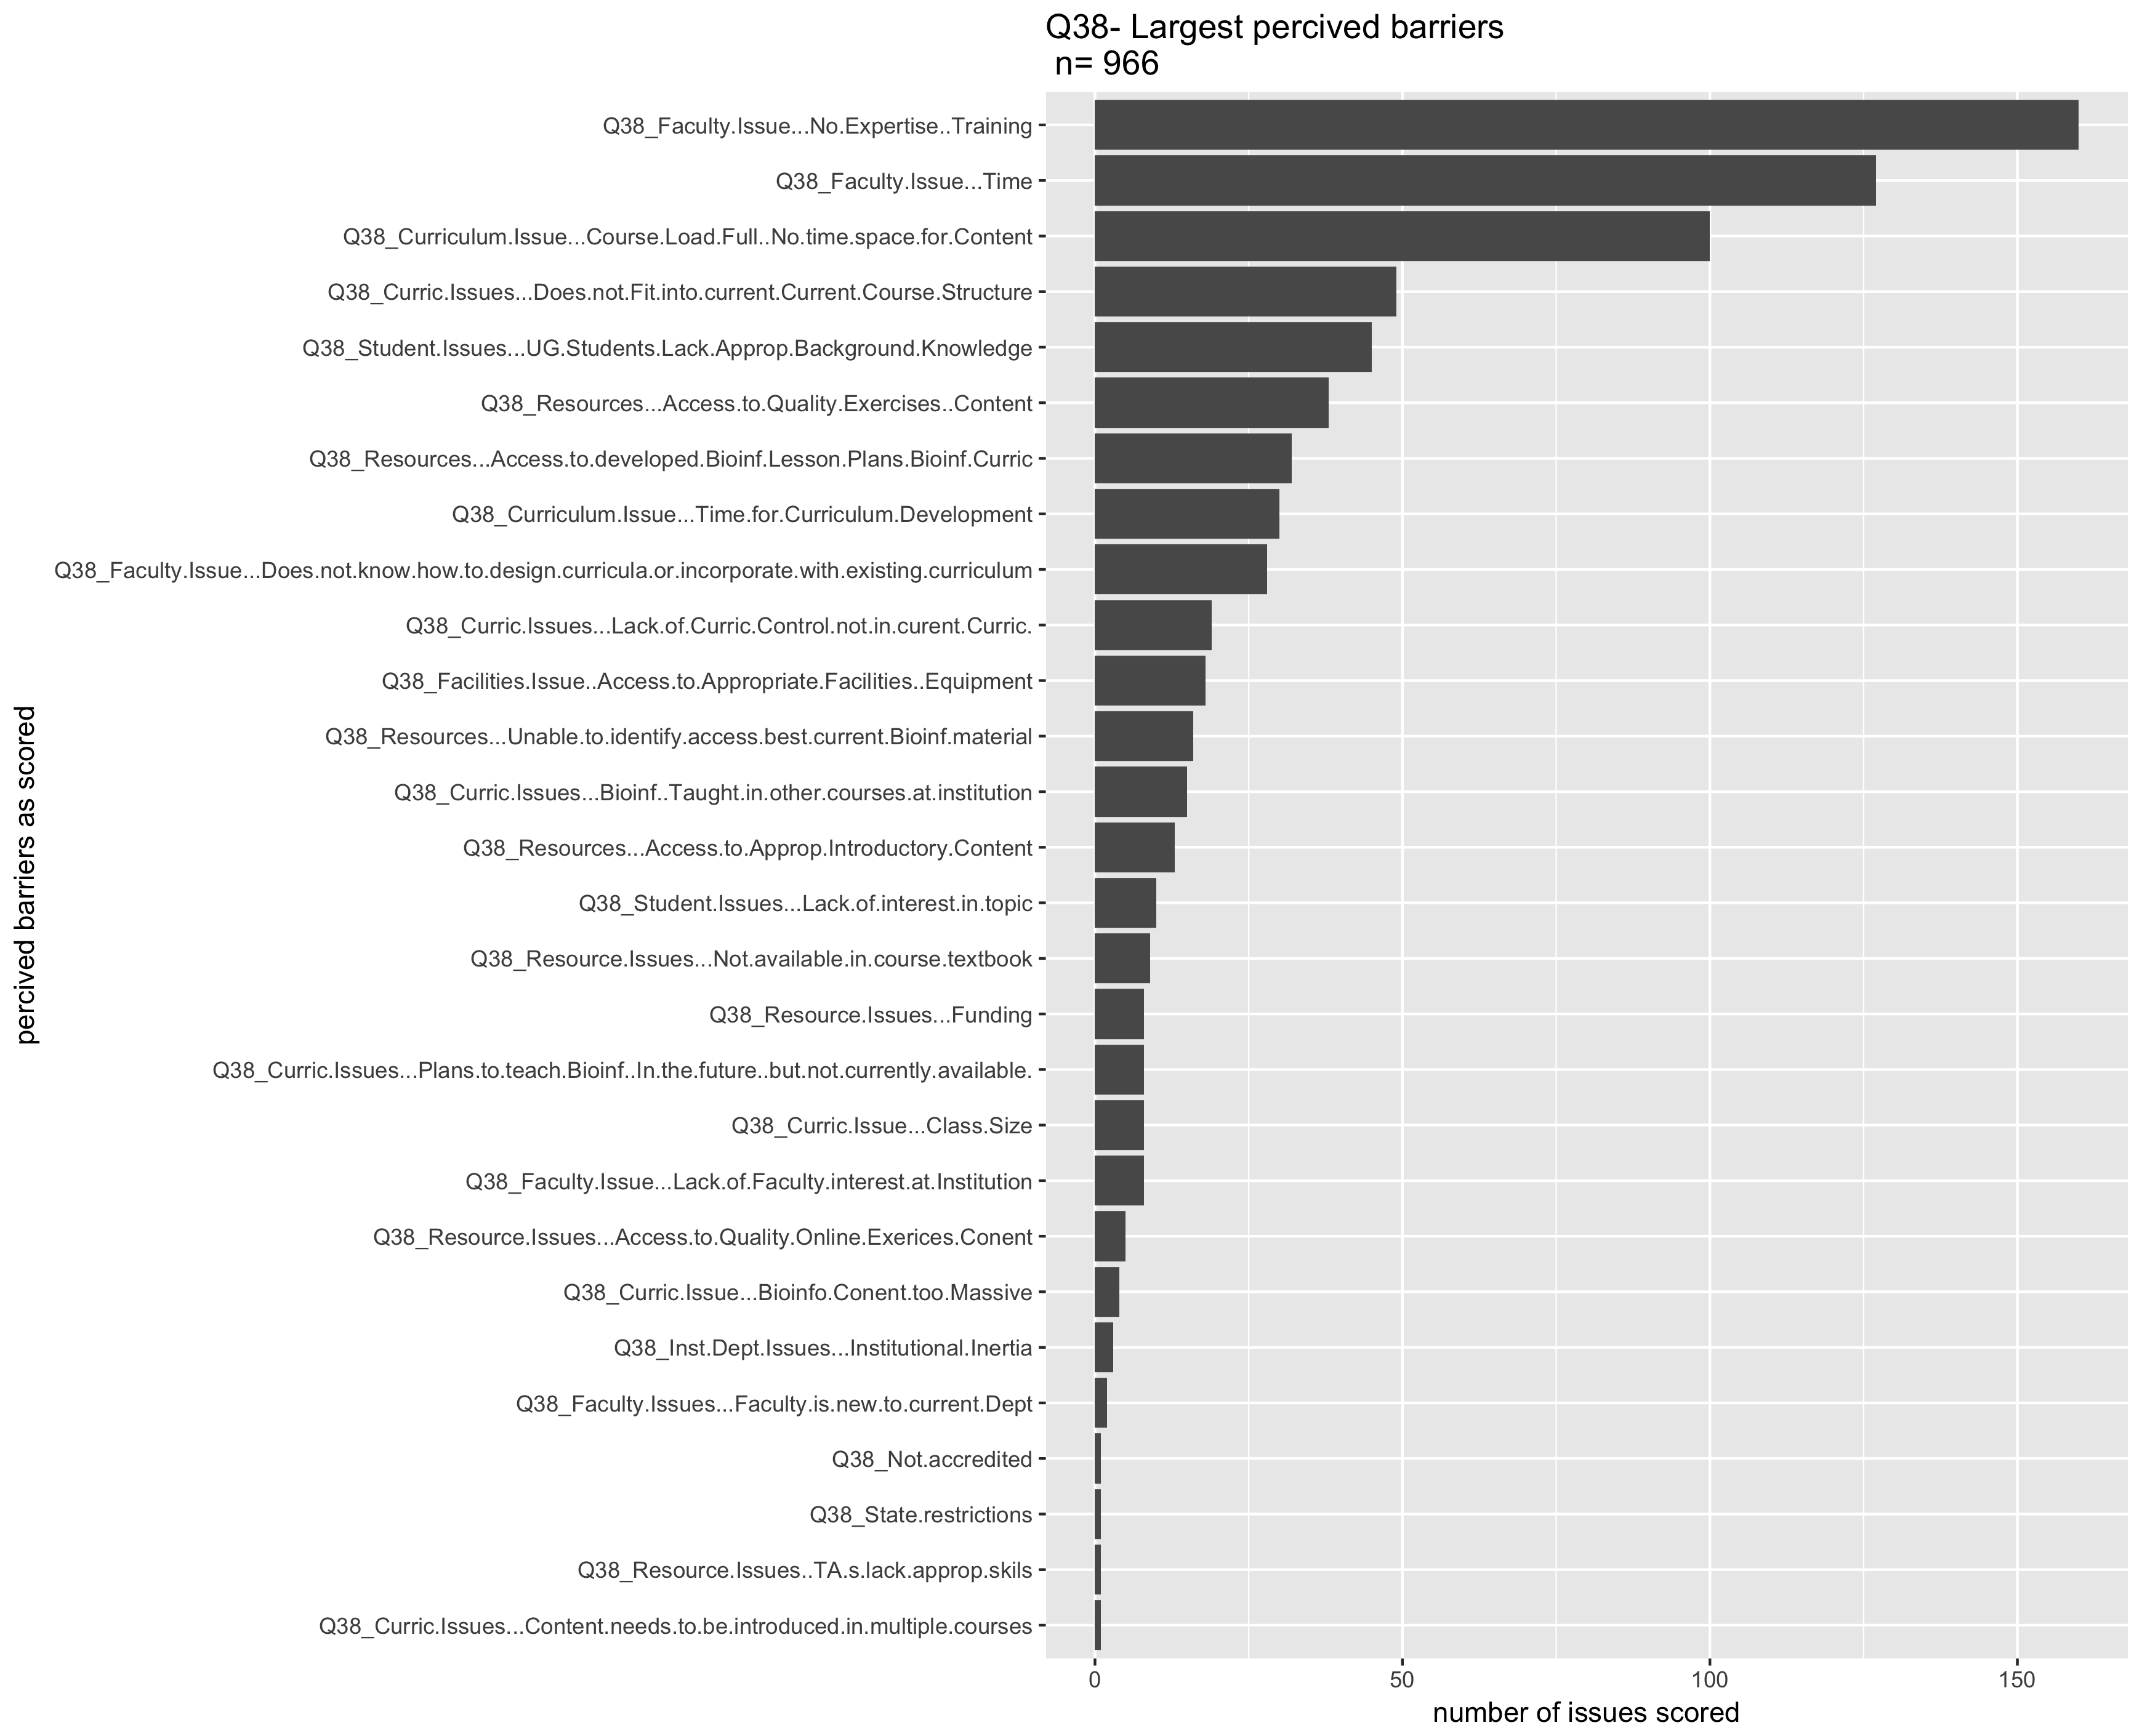 Q38- Largest percived barriers
n= 966
Q38_Faculty.Issue...No.Expertise..Training
Q38_Faculty.Issue...Time
Q38_Curriculum.Issue...Course.Load.Full..No.time.space.for.Content
Q38_Curric.Issues...Does.not.Fit.into.current.Current.Course.Structure
Q38_Student.Issues...UG.Students.Lack.Approp.Background.Knowledge
Q38_Resources...Access.to.Quality.Exercises..Content
Q38_Resources...Access.to.developed.Bioinf.Lesson.Plans.Bioinf.Curric
Q38_Curriculum.Issue...Time.for.Curriculum.Development
Q38_Faculty.Issue...Does.not.know.how.to.design.curricula.or.incorporate.with.existing.curriculum
Q38_Curric.Issues...Lack.of.Curric.Control.not.in.curent.Curric.
Q38_Facilities.Issue..Access.to.Appropriate.Facilities..Equipment
Q38_Resources...Unable.to.identify.access.best.current.Bioinf.material
Q38_Curric.Issues...Bioinf..Taught.in.other.courses.at.institution
Q38_Resources...Access.to.Approp.Introductory.Content
Q38_Student.Issues...Lack.of.interest.in.topic
Q38_Resource.Issues...Not.available.in.course.textbook
Q38_Resource.Issues...Funding
Q38_Curric.Issues...Plans.to.teach.Bioinf..In.the.future..but.not.currently.available.
Q38_Curric.Issue...Class.Size
Q38_Faculty.Issue...Lack.of.Faculty.interest.at.Institution
Q38_Resource.Issues...Access.to.Quality.Online.Exerices.Conent
Q38_Curric.Issue...Bioinfo.Conent.too.Massive
Q38_Inst.Dept.Issues...Institutional.Inertia
Q38_Faculty.Issues...Faculty.is.new.to.current.Dept
Q38_Not.accredited
Q38_State.restrictions
Q38_Resource.Issues..TA.s.lack.approp.skils
Q38_Curric.Issues...Content.needs.to.be.introduced.in.multiple.courses
percived barriers as scored
0 50 100 150
number of issues scored